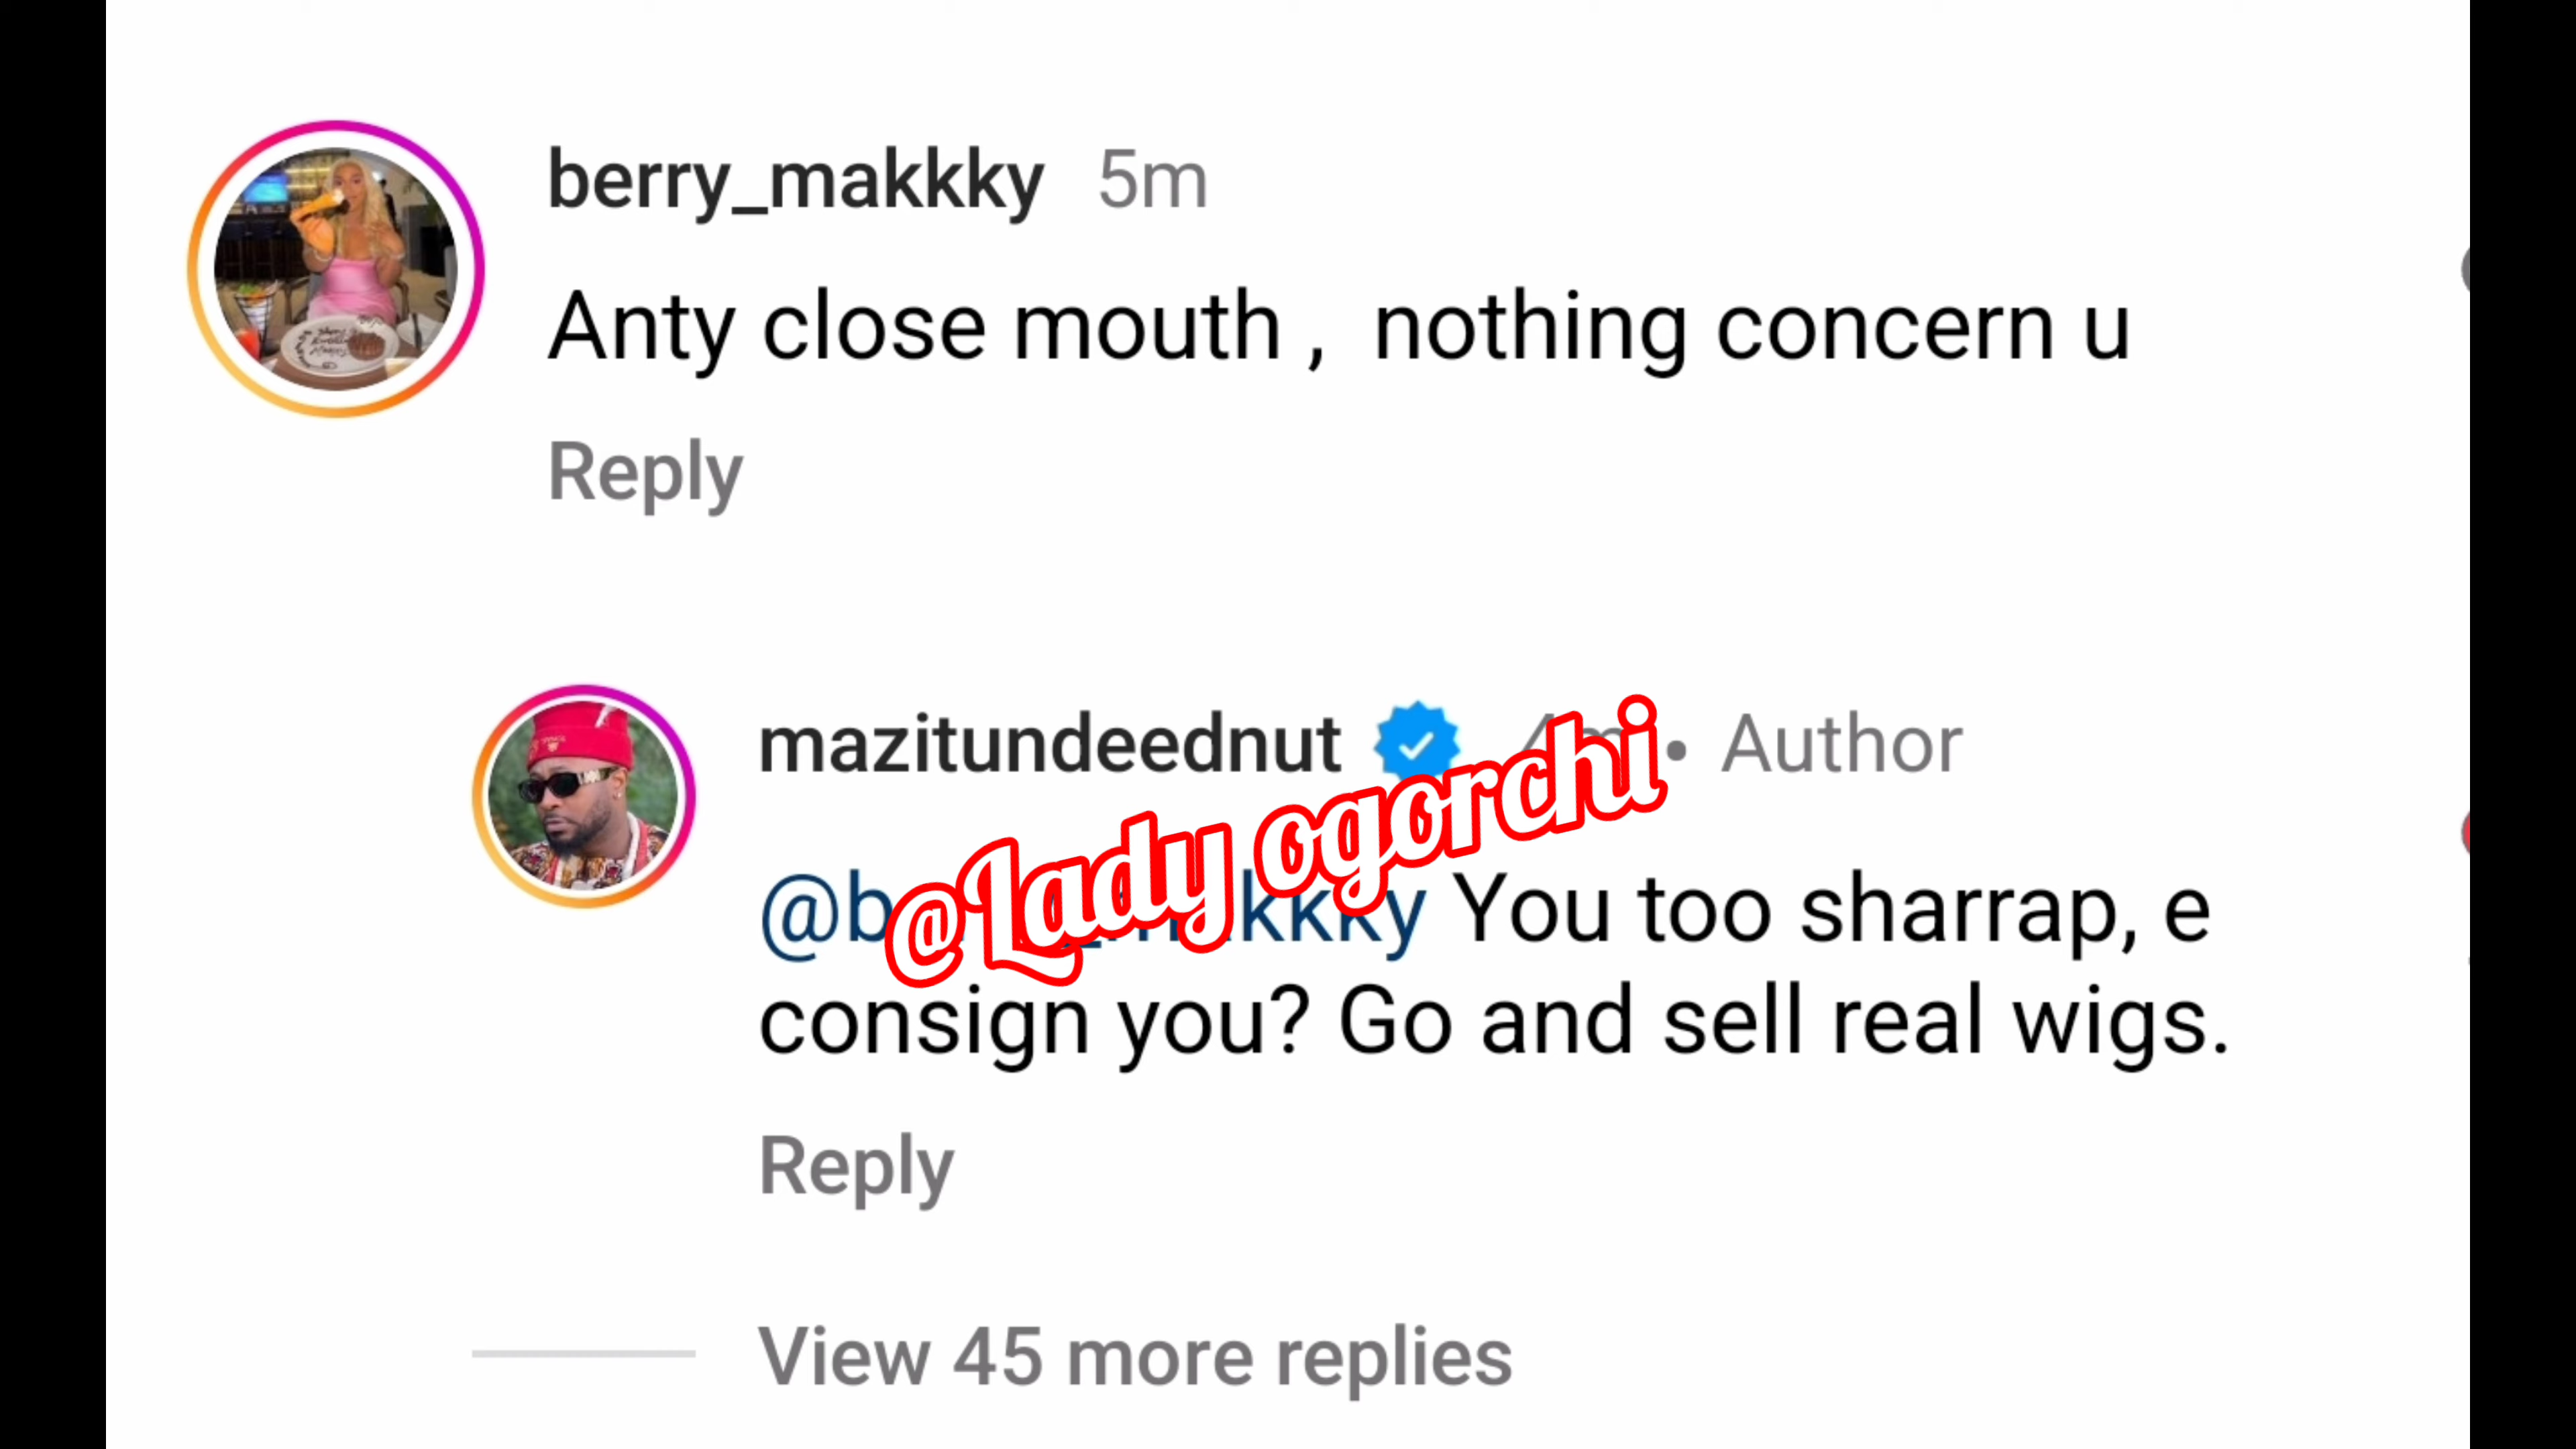 berry_makkky 5m
Anty close mouth , nothing concern u
Reply
mazitundeednut • Author
@Lady ogorchi
You too sharrap, e
consign you? Go and sell real wigs.
Reply
View 45 more replies